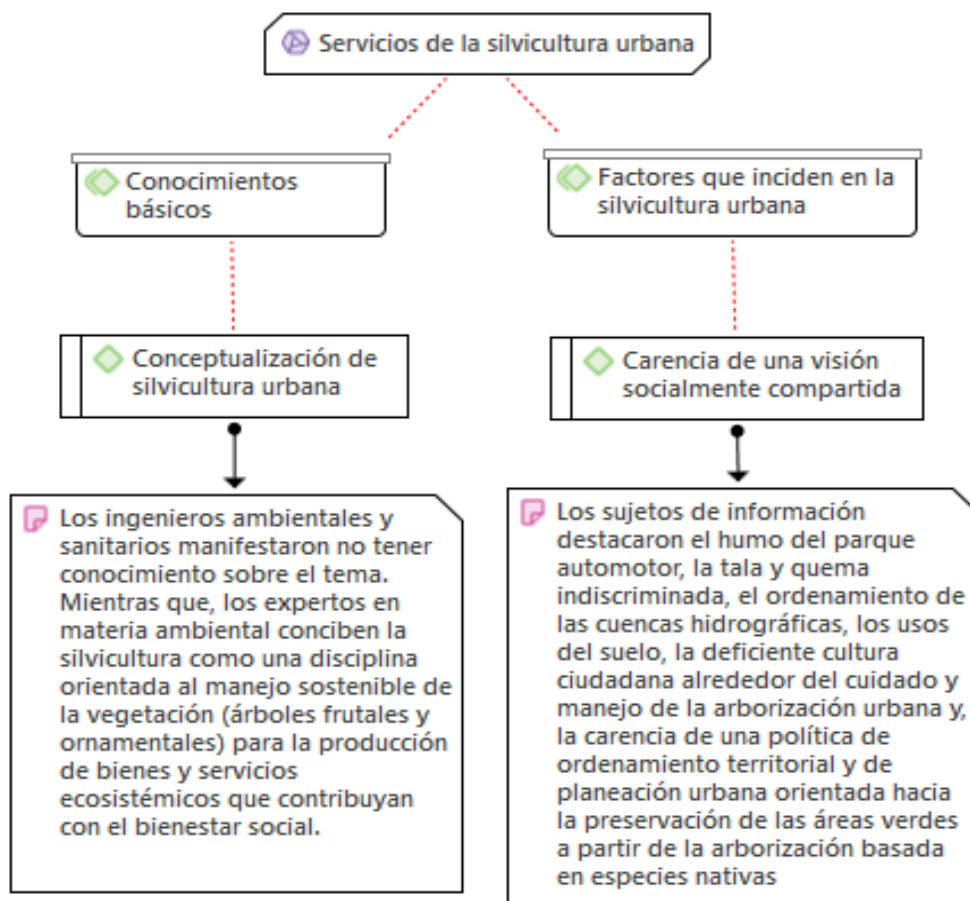 Servicios de la silvicultura urbana
Conocimientos
básicos
Factores que inciden en la
silvicultura urbana
Conceptualización de
silvicultura urbana
Carencia de una visión
socialmente compartida
Los ingenieros ambientales y
sanitarios manifestaron no tener
conocimiento sobre el tema.
Mientras que, los expertos en
materia ambiental conciben la
silvicultura como una disciplina
orientada al manejo sostenible de
la vegetación (árboles frutales y
ornamentales) para la producción
de bienes y servicios
ecosistémicos que contribuyan
con el bienestar social.
Los sujetos de información
destacaron el humo del parque
automotor, la tala y quema
indiscriminada, el ordenamiento de
las cuencas hidrográficas, los usos
del suelo, la deficiente cultura
ciudadana alrededor del cuidado y
manejo de la arborización urbana y,
la carencia de una política de
ordenamiento territorial y de
planeación urbana orientada hacia
la preservación de las áreas verdes
a partir de la arborización basada
en especies nativas